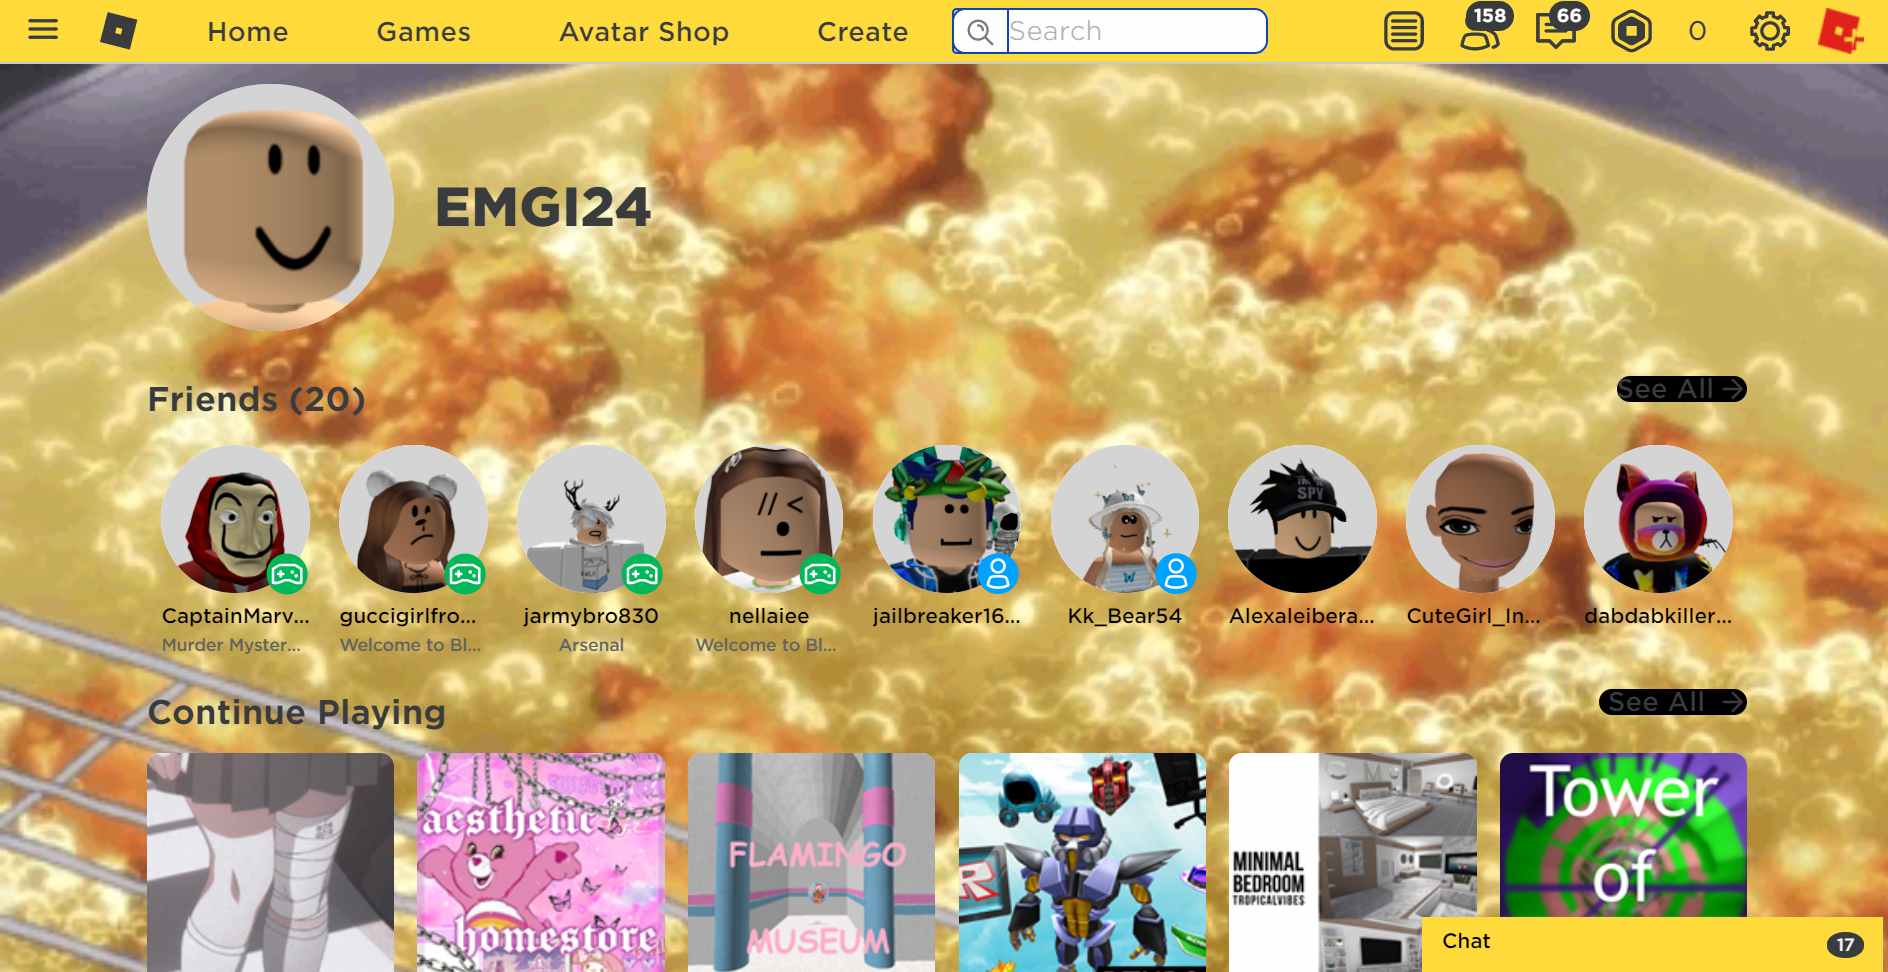 Home Games Avatar Shop Create Search 158 66 0
EMGI24
Friends (20) See All
I'M A
SPY
W
CaptainMarv... guccigirlfro... jarmybro830 nellaiee jailbreaker16... Kk_Bear54 Alexaleibera... CuteGirl_In... dabdabkiller...
Murder Myster... Welcome to Bl... Arsenal Welcome to Bl...
Continue Playing See All
aesthetic
homestore
FLAMINGO
MUSEUM
R
MINIMAL
BEDROOM
TROPICALVIBES
Tower
of
Chat 17